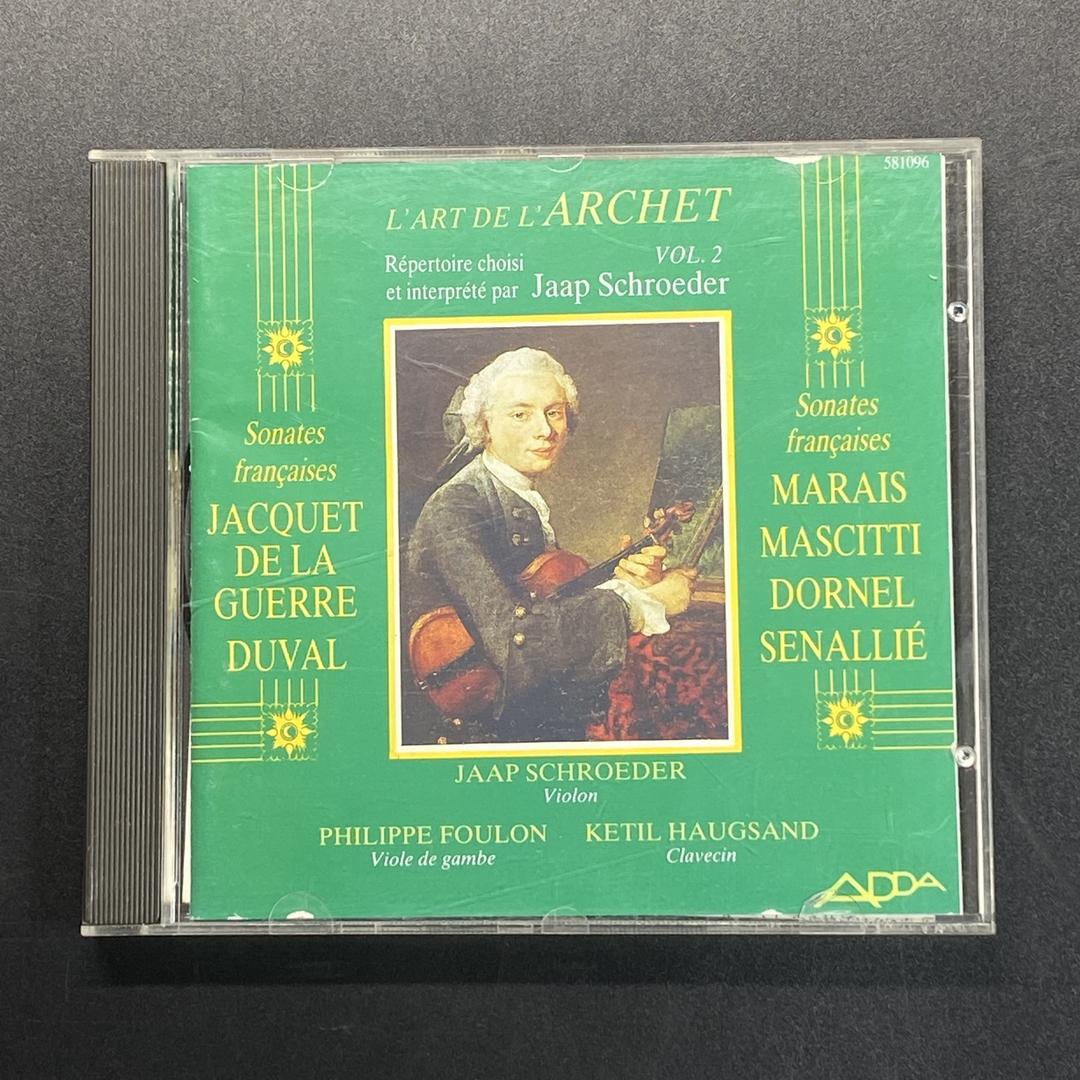 581096
L'ART DE L'ARCHET
VOL. 2
Répertoire choisi
et interprété par Jaap Schroeder
Sonates
françaises
JACQUET
DE LA
GUERRE
DUVAL
Sonates
françaises
MARAIS
MASCITTI
DORNEL
SENALLIÉ
JAAP SCHROEDER
Violon
PHILIPPE FOULON
Viole de gambe
KETIL HAUGSAND
Clavecin
ADDA